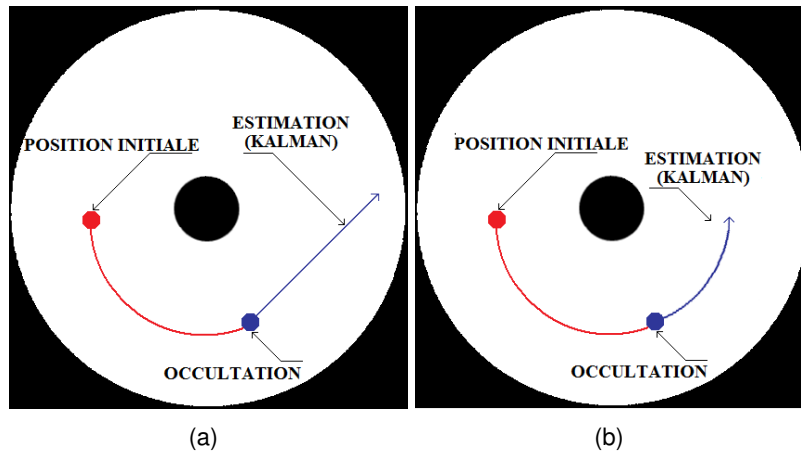 ESTIMATION
(KALMAN)
POSITION INITIALE
OCCULTATION
(a)
POSITION INITIALE
ESTIMATION
(KALMAN)
OCCULTATION
(b)